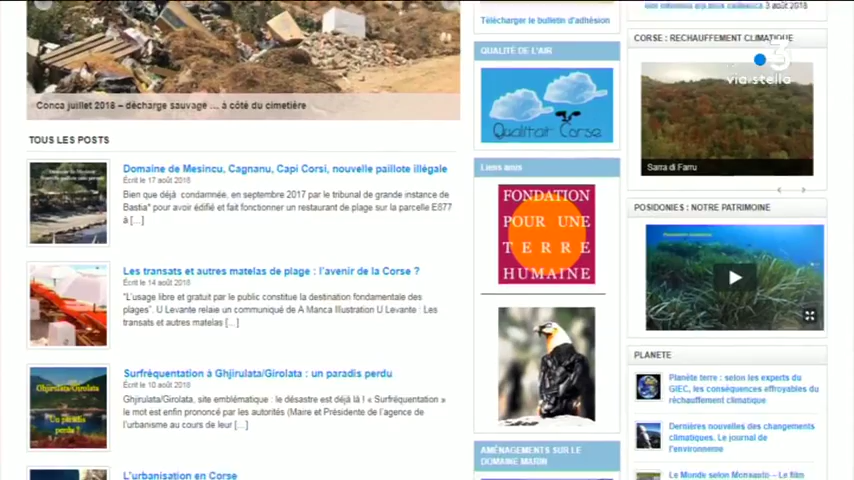 Conca juillet 2018 – décharge sauvage ... à côté du cimetière
TOUS LES POSTS
Domaine de Mesincu, Cagnanu, Capi Corsi, nouvelle paillote illégale
Écrit le 17 août 2018
Bien que déjà condamnée, en septembre 2017 par le tribunal de grande instance de
Bastia* pour avoir édifié et fait fonctionner un restaurant de plage sur la parcelle E877
à [...]
Les transats et autres matelas de plage : l'avenir de la Corse ?
Écrit le 14 août 2018
"L'usage libre et gratuit par le public constitue la destination fondamentale des
plages". U Levante relaie un communiqué de A Manca Illustration U Levante : Les
transats et autres matelas [...]
Surfréquentation à Ghjirulata/Girolata : un paradis perdu
Écrit le 10 août 2018
Ghjirulata/Girolata, site emblématique : le désastre est déjà là ! « Surfréquentation »
le mot est enfin prononcé par les autorités (Maire et Présidente de l'agence de
l'urbanisme au cours de leur [...]
Ghjirulata/Girolata
Un paradis
perdu ?
L'urbanisation en Corse
Télécharger le bulletin d'adhésion
QUALITÉ DE L'AIR
Qualitair Corse
Liens amis
FONDATION
POUR UNE
TERRE
HUMAINE
AMÉNAGEMENTS SUR LE
DOMAINE MARIN
3 août 2018
CORSE : RECHAUFFEMENT CLIMATIQUE
3
via stella
Sarra di Farru
POSIDONIES : NOTRE PATRIMOINE
PLANETE
Planète terre : selon les experts du
GIEC, les conséquences effroyables du
réchauffement climatique
Dernières nouvelles des changements
climatiques. Le journal de
l'environnement
Le Monde selon Monsanto – Le film